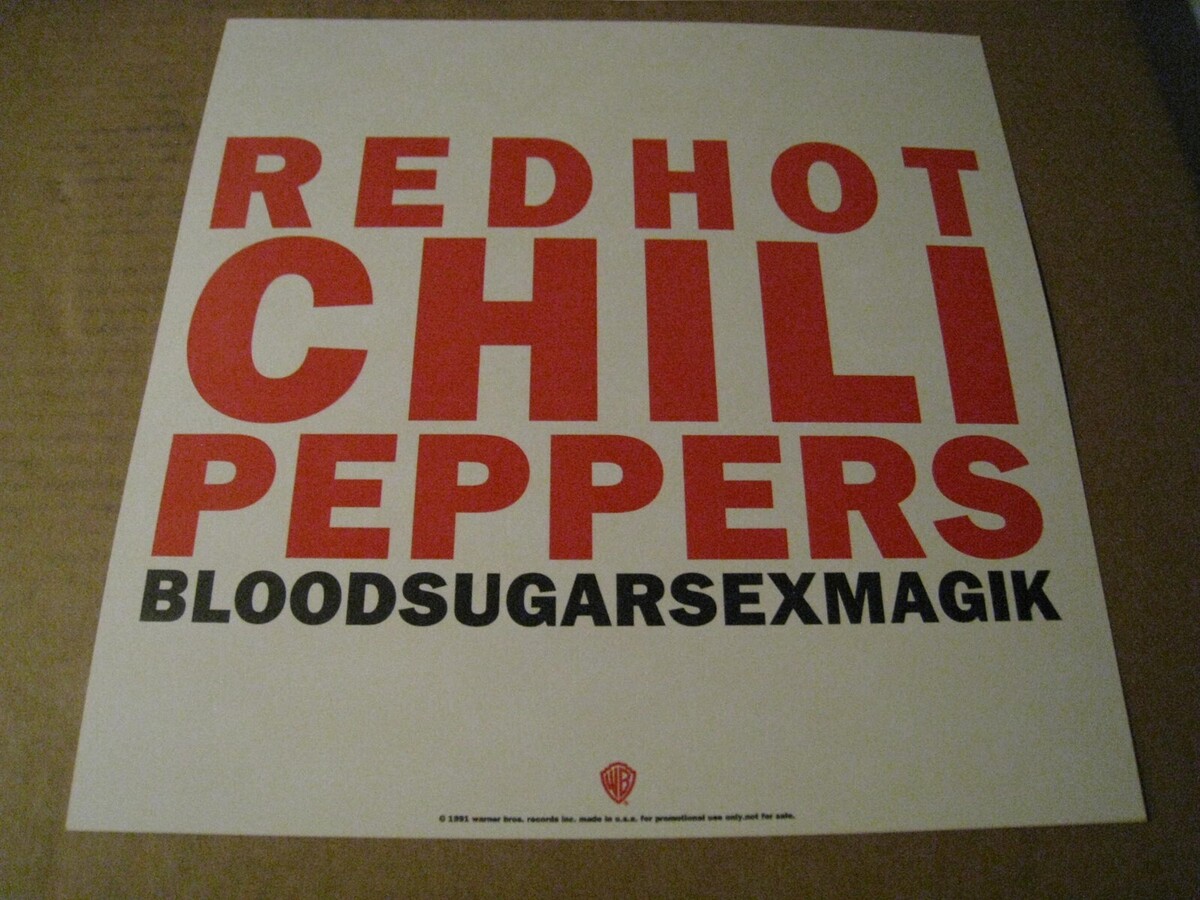 REDHOT
CHILI
PEPPERS
BLOODSUGARSEXMAGIK
WB
© 1991 warner bros. records inc. made in u.s.a. for promotional use only.not for sale.